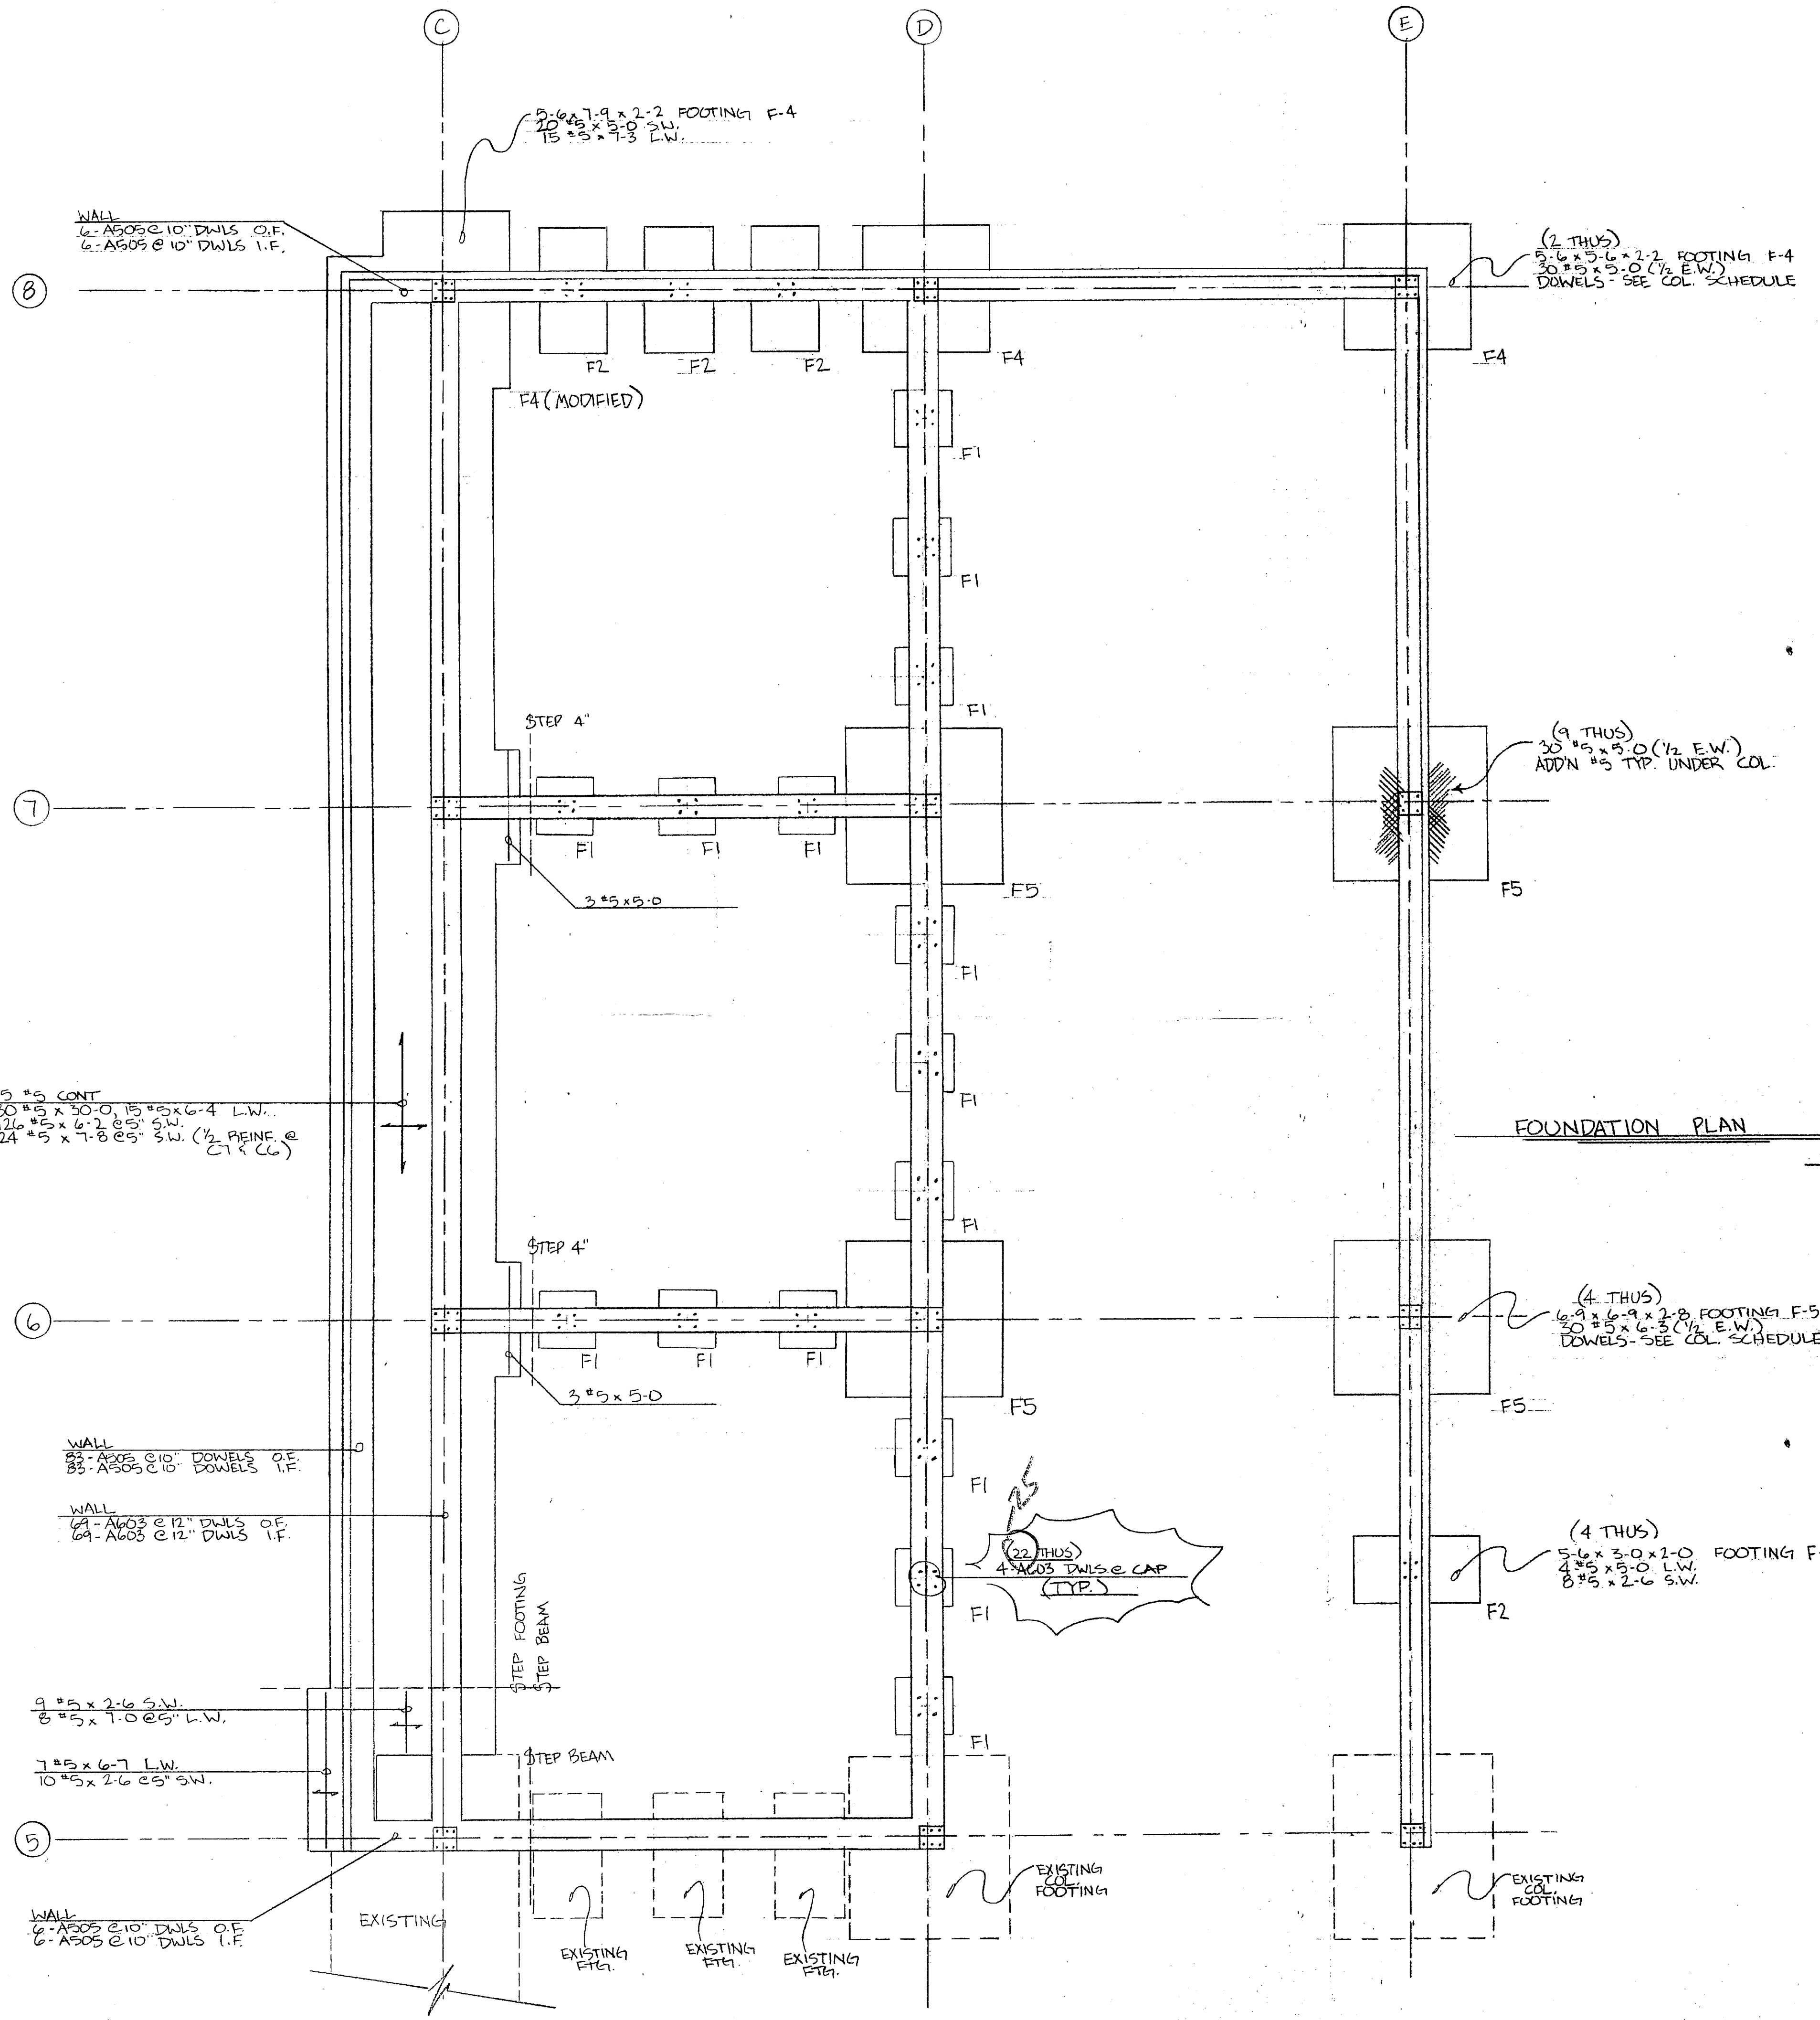 C
D
E
5-6 x 7-9 x 2-2 FOOTING F-4
20 #5 x 5-0 S.W.
15 #5 x 7-3 L.W.
WALL
6-A505 @ 10" DWLS O.F.
6-A505 @ 10" DWLS I.F.
(2 THUS)
5-6 x 5-6 x 2-2 FOOTING F-4
30 #5 x 5-0 (1/2 E.W.)
DOWELS - SEE COL. SCHEDULE
8
F2
F2
F2
F4
F4
F4 (MODIFIED)
F1
F1
F1
STEP 4"
(9 THUS)
30 #5 x 5-0 (1/2 E.W.)
ADD'N #5 TYP. UNDER COL.
7
F1
F1
F1
F5
F5
3 #5 x 5-0
F1
F1
F1
5 #5 CONT
30 #5 x 30-0, 15 #5 x 6-4 L.W.
126 #5 x 6-2 @ 5" S.W.
24 #5 x 7-8 @ 5" S.W. (1/2 REINF. @
C7 & C6)
FOUNDATION PLAN
STEP 4"
6
F1
F1
F1
F5
F5
(4 THUS)
6-9 x 6-9 x 2-8 FOOTING F-5
30 #5 x 6-3 (1/2 E.W.)
DOWELS - SEE COL. SCHEDULE
3 #5 x 5-0
WALL
83-A505 @ 10" DOWELS O.F.
83-A505 @ 10" DOWELS I.F.
F1
25
WALL
69-A603 @ 12" DWLS O.F.
69-A603 @ 12" DWLS I.F.
(22 THUS)
4-A603 DWLS @ CAP
(TYP.)
F1
(4 THUS)
5-6 x 3-0 x 2-0 FOOTING F-
4 #5 x 5-0 L.W.
8 #5 x 2-6 S.W.
F2
STEP FOOTING
STEP BEAM
9 #5 x 2-6 S.W.
8 #5 x 7-0 @ 5" L.W.
F1
STEP BEAM
7 #5 x 6-7 L.W.
10 #5 x 2-6 @ 5" S.W.
5
WALL
6-A505 @ 10" DWLS O.F.
6-A505 @ 10" DWLS I.F.
EXISTING
EXISTING
FTG.
EXISTING
FTG.
EXISTING
FTG.
EXISTING
COL.
FOOTING
EXISTING
COL.
FOOTING